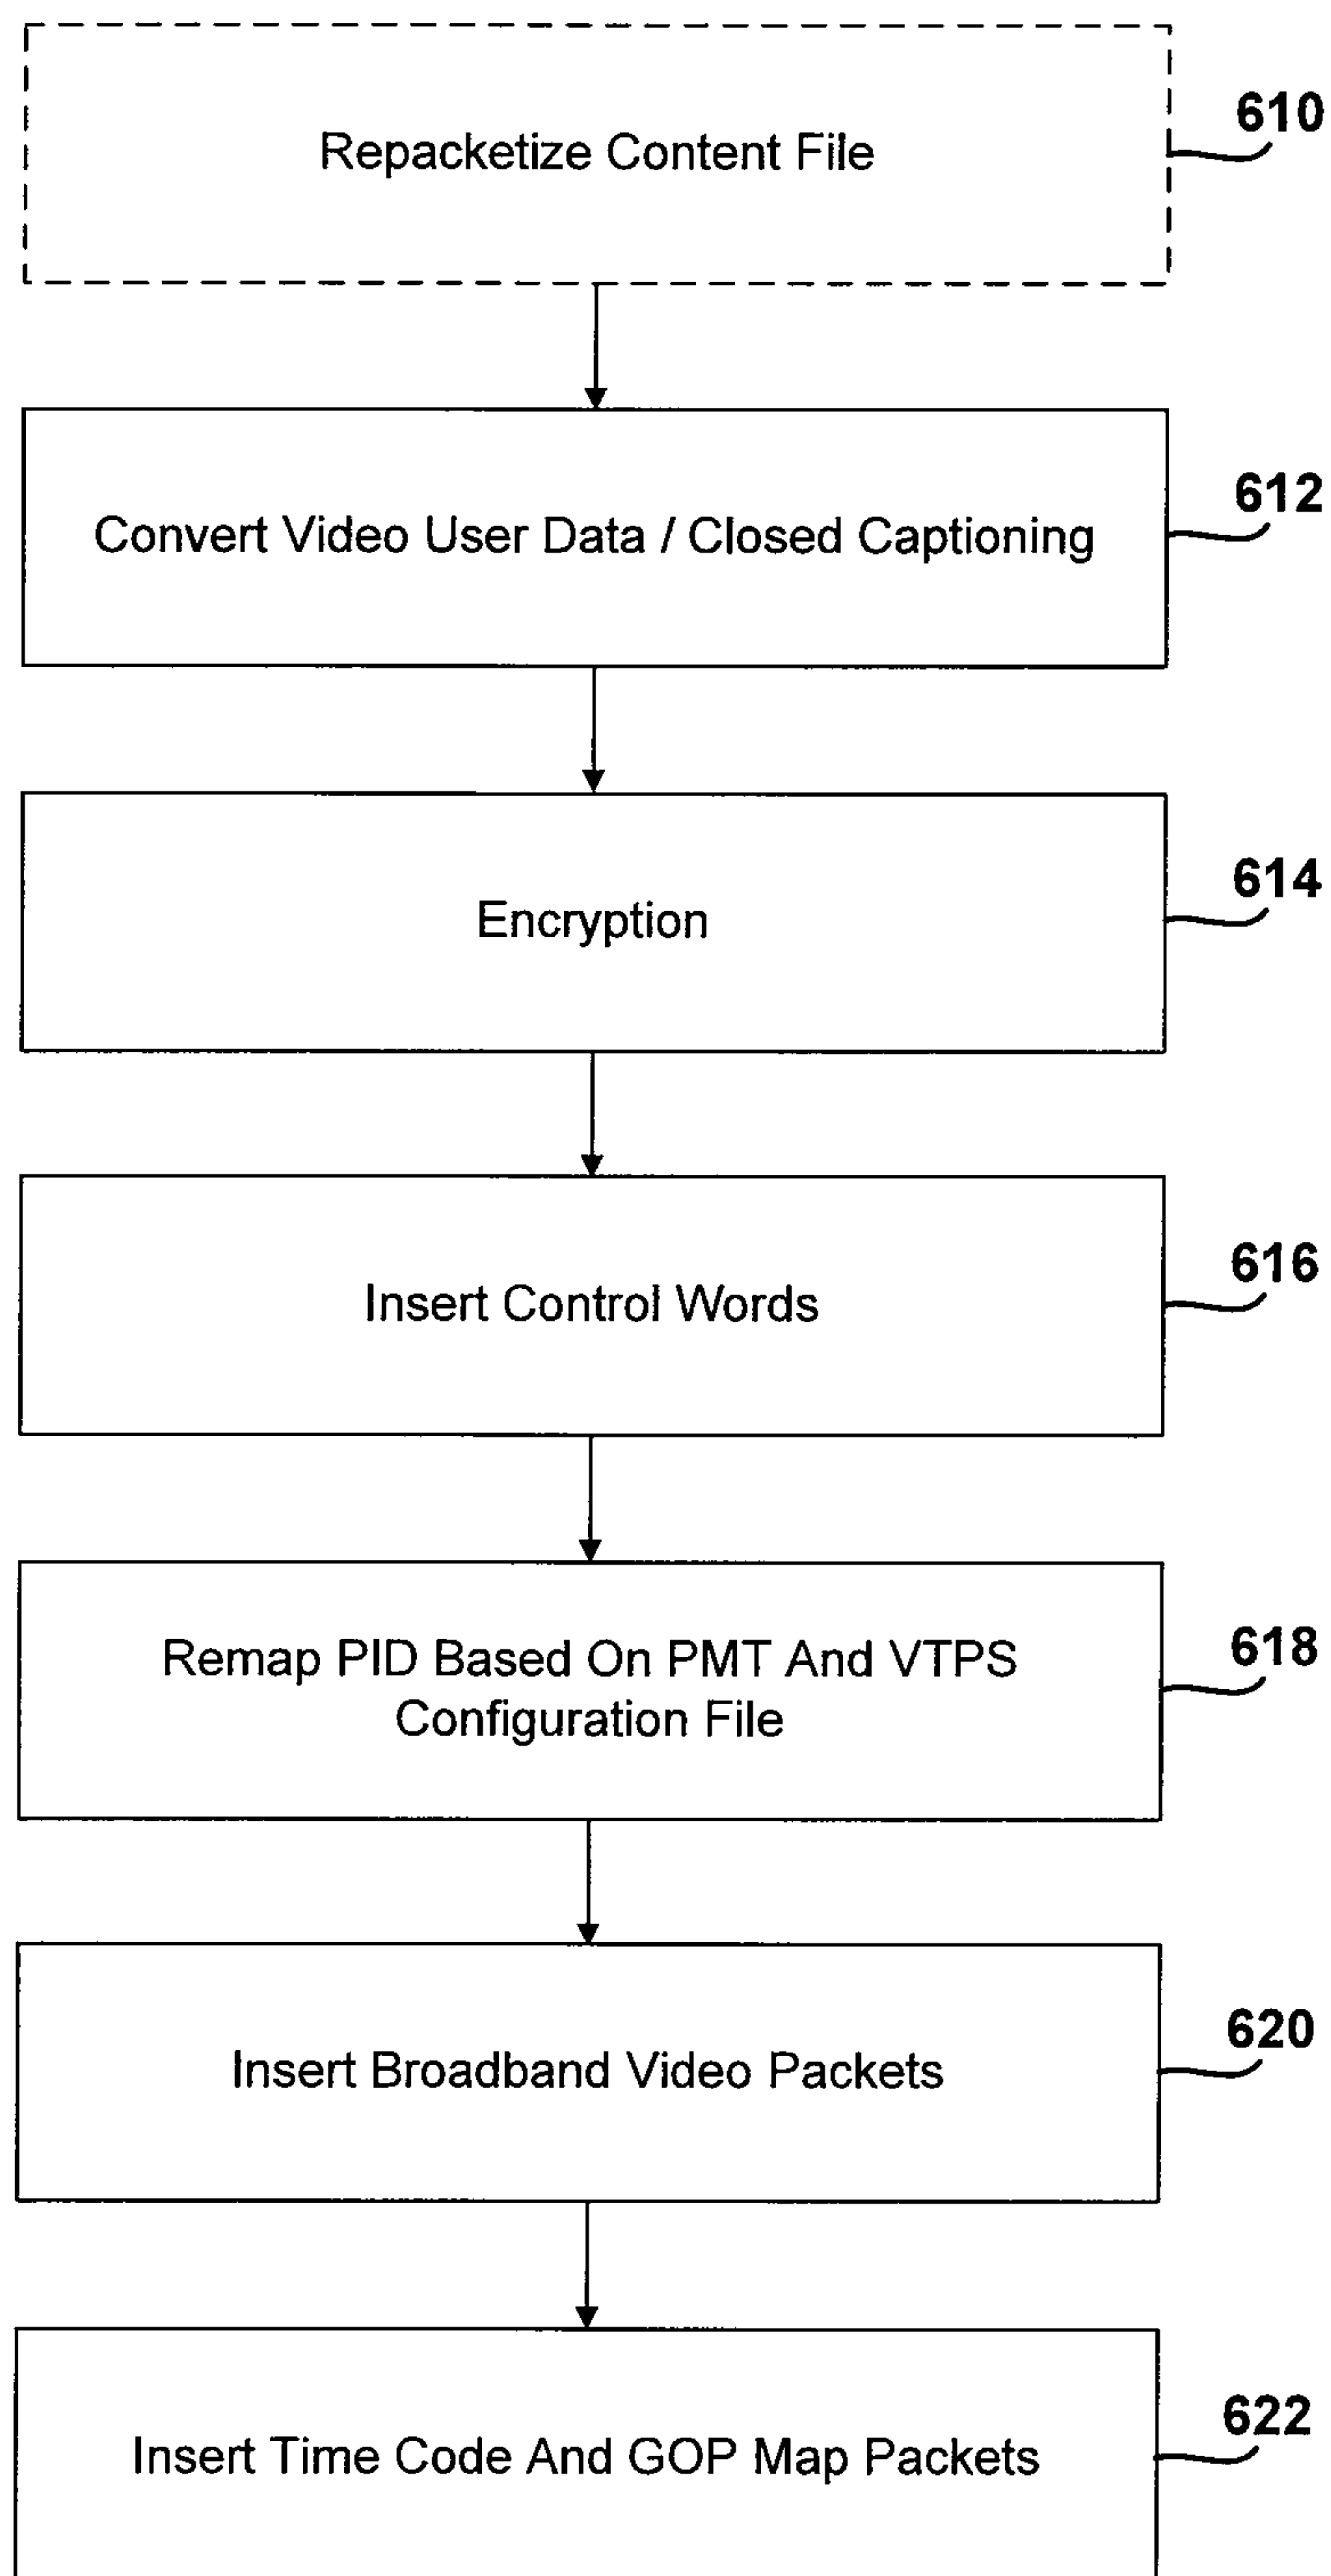 610
Repacketize Content File
612
Convert Video User Data / Closed Captioning
614
Encryption
616
Insert Control Words
618
Remap PID Based On PMT And VTPS
Configuration File
620
Insert Broadband Video Packets
622
Insert Time Code And GOP Map Packets